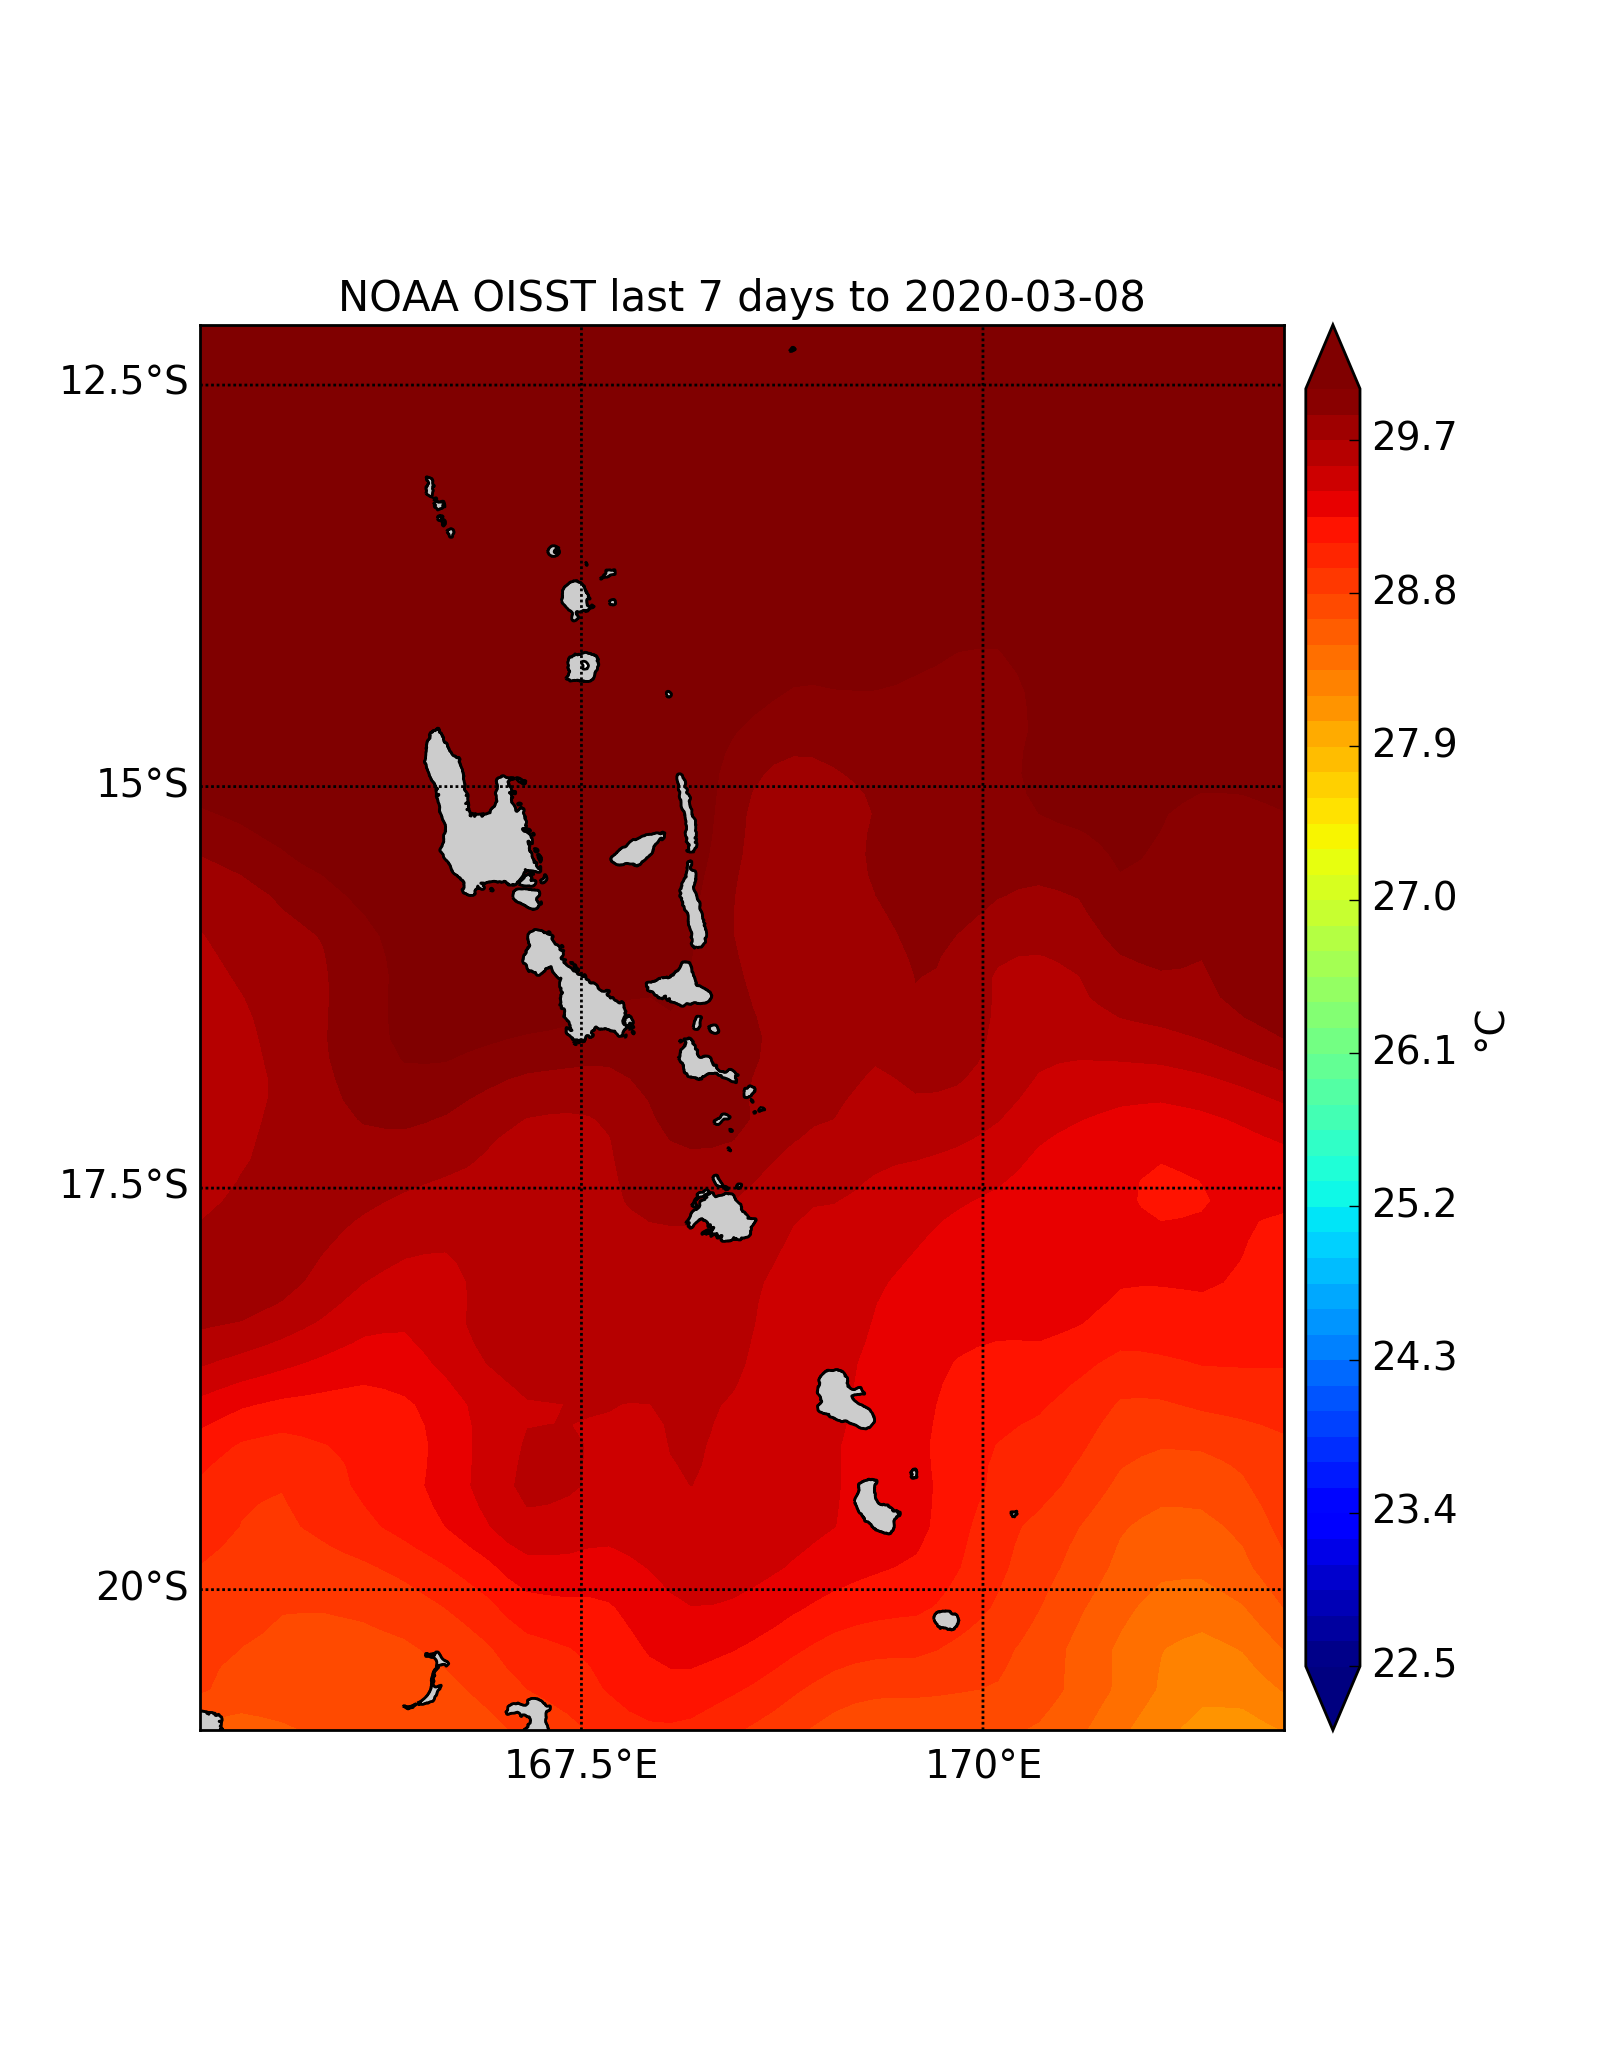 NOAA OISST last 7 days to 2020-03-08
12.5°S
15°S
17.5°S
20°S
167.5°E
170°E
29.7
28.8
27.9
27.0
26.1
25.2
24.3
23.4
22.5
°C